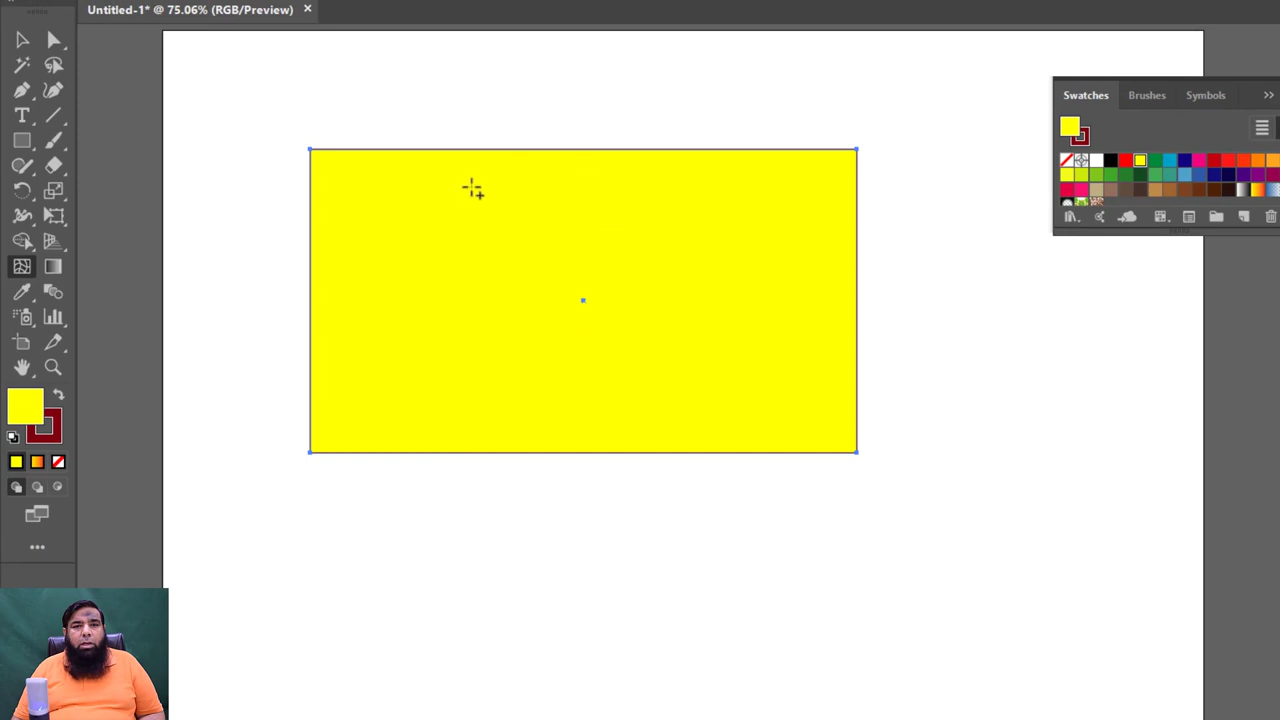 Untitled-1* @ 75.06% (RGB/Preview) ×
Swatches Brushes Symbols